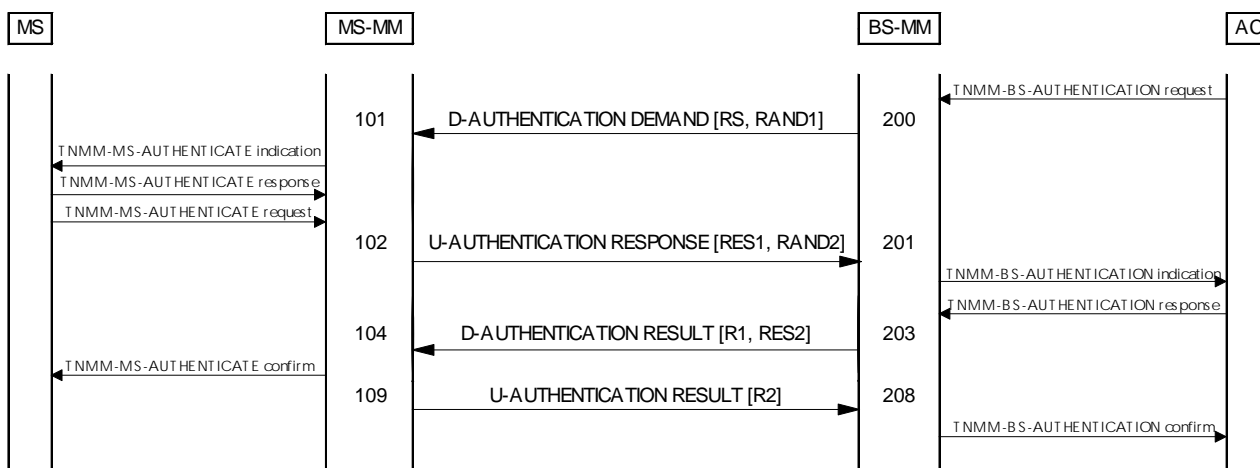 MS MS-MM BS-MM AC
TNMM-BS-AUTHENTICATION request
101 D-AUTHENTICATION DEMAND [RS, RAND1] 200
TNMM-MS-AUTHENTICATE indication
TNMM-MS-AUTHENTICATE response
TNMM-MS-AUTHENTICATE request
102 U-AUTHENTICATION RESPONSE [RES1, RAND2] 201
TNMM-BS-AUTHENTICATION indication
TNMM-BS-AUTHENTICATION response
104 D-AUTHENTICATION RESULT [R1, RES2] 203
TNMM-MS-AUTHENTICATE confirm
109 U-AUTHENTICATION RESULT [R2] 208
TNMM-BS-AUTHENTICATION confirm